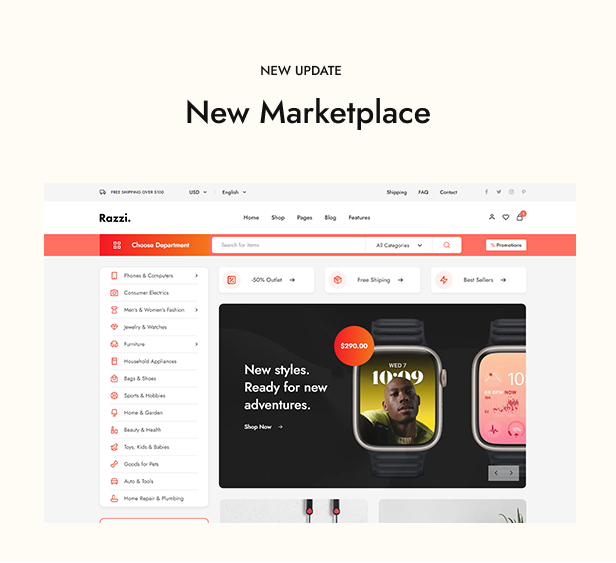 NEW UPDATE
New Marketplace
FREE SHIPPING OVER $100
USD
English
Shipping
FAQ
Contact
Razzi.
Home
Shop
Pages
Blog
Features
Choose Department
Search for items
All Categories
% Promotions
Phones & Computers
Consumer Electrics
Men's & Women's Fashion
Jewelry & Watches
Furniture
Household Appliances
Bags & Shoes
Sports & Hobbies
Home & Garden
Beauty & Health
Toys, Kids & Babies
Goods for Pets
Auto & Tools
Home Repair & Plumbing
-50% Outlet
Free Shiping
Best Sellers
$290.00
New styles.
Ready for new
adventures.
Shop Now
WED 7
10:09
10